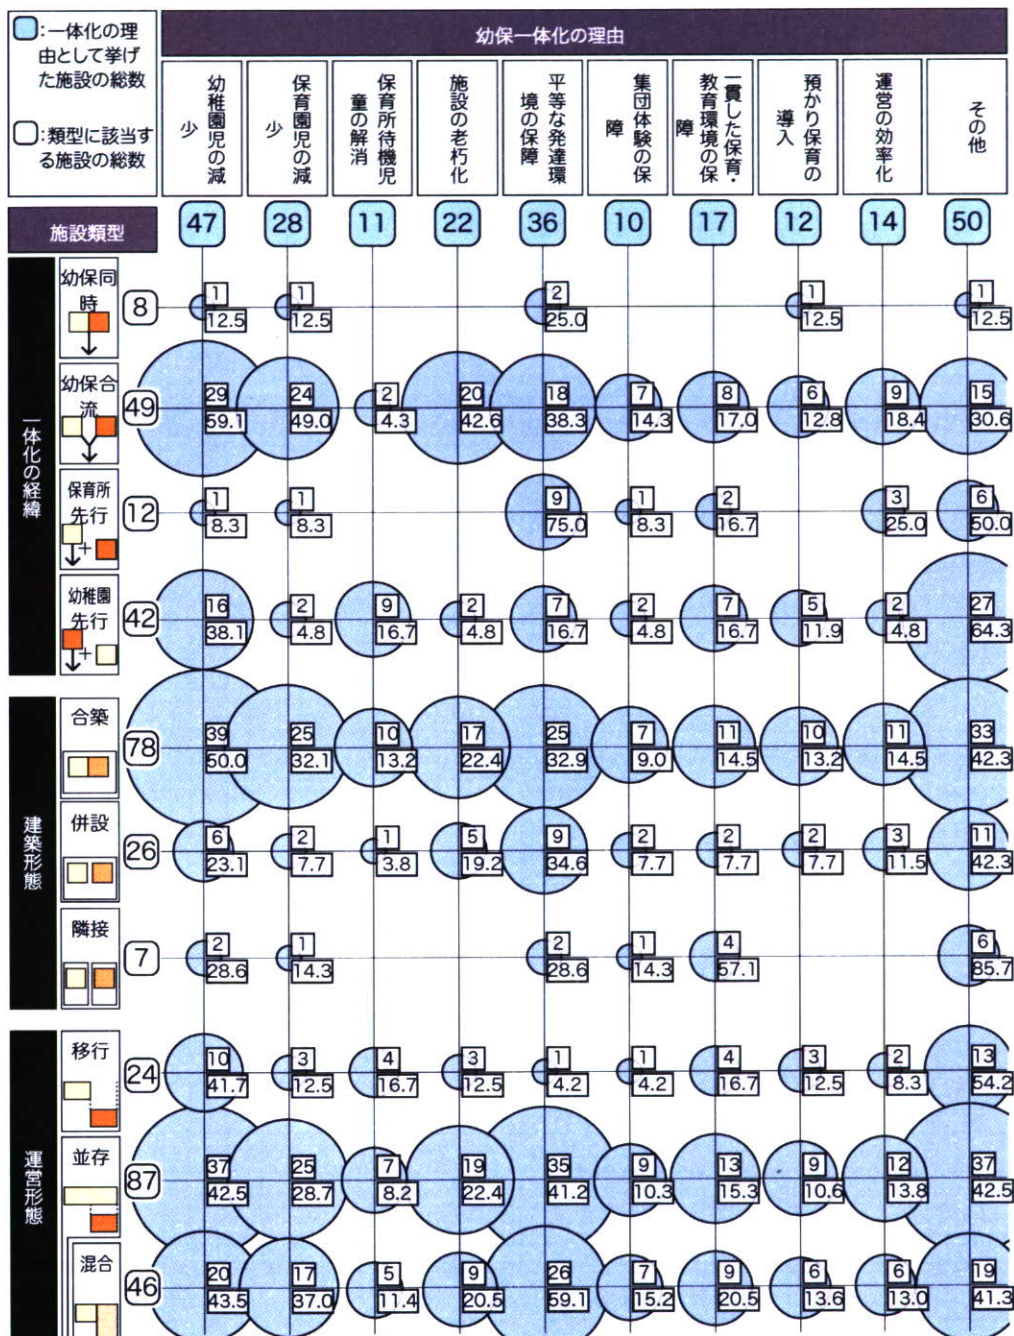 :一体化の理
由として挙げ
た施設の総数
:類型に該当す
る施設の総数
幼保一体化の理由
幼稚園児の減
少
保育園児の減
少
保育所待機児
童の解消
施設の老朽化
平等な発達環
境の保障
集団体験の保
障
一貫した保育・
教育環境の保
障
預かり保育の
導入
運営の効率化
その他
施設類型
47 28 11 22 36 10 17 12 14 50
一体化の経緯
幼保同
時
8
1 1 2 1 1
12.5 12.5 25.0 12.5 12.5
幼保合
流
49
29 24 2 20 18 7 8 6 9 15
59.1 49.0 4.3 42.6 38.3 14.3 17.0 12.8 18.4 30.6
保育所
先行
+
12
1 1 9 1 2 3 6
8.3 8.3 75.0 8.3 16.7 25.0 50.0
幼稚園
先行
+
42
16 2 9 2 7 2 7 5 2 27
38.1 4.8 16.7 4.8 16.7 4.8 16.7 11.9 4.8 64.3
建築形態
合築
78
39 25 10 17 25 7 11 10 11 33
50.0 32.1 13.2 22.4 32.9 9.0 14.5 13.2 14.5 42.3
併設
26
6 2 1 5 9 2 2 2 3 11
23.1 7.7 3.8 19.2 34.6 7.7 7.7 7.7 11.5 42.3
隣接
7
2 1 2 1 4 6
28.6 14.3 28.6 14.3 57.1 85.7
運営形態
移行
24
10 3 4 3 1 1 4 3 2 13
41.7 12.5 16.7 12.5 4.2 4.2 16.7 12.5 8.3 54.2
並存
87
37 25 7 19 35 9 13 9 12 37
42.5 28.7 8.2 22.4 41.2 10.3 15.3 10.6 13.8 42.5
混合
46
20 17 5 9 26 7 9 6 6 19
43.5 37.0 11.4 20.5 59.1 15.2 20.5 13.6 13.0 41.3